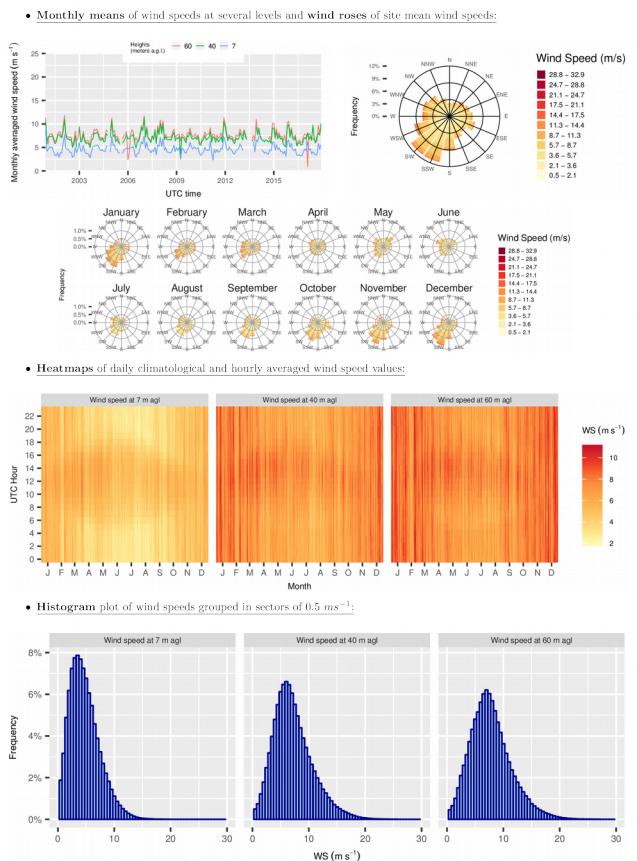 • Monthly means of wind speeds at several levels and wind roses of site mean wind speeds:
Heights
(meters a.g.l.)
60 40 7
Monthly averaged wind speed (m s⁻¹)
25
20
15
10
5
0
2003 2006 2009 2012 2015
UTC time
Frequency
12%
9%
6%
3%
0%
N
NNE
NE
ENE
E
ESE
SE
SSE
S
SSW
SW
WSW
W
WNW
NW
NNW
Wind Speed (m/s)
28.8 – 32.9
24.7 – 28.8
21.1 – 24.7
17.5 – 21.1
14.4 – 17.5
11.3 – 14.4
8.7 – 11.3
5.7 – 8.7
3.6 – 5.7
2.1 – 3.6
0.5 – 2.1
January February March April May June
1.0%
0.5%
0.0%
Frequency
July August September October November December
1.0%
0.5%
0.0%
Wind Speed (m/s)
28.8 – 32.9
24.7 – 28.8
21.1 – 24.7
17.5 – 21.1
14.4 – 17.5
11.3 – 14.4
8.7 – 11.3
5.7 – 8.7
3.6 – 5.7
2.1 – 3.6
0.5 – 2.1
• Heatmaps of daily climatological and hourly averaged wind speed values:
Wind speed at 7 m agl Wind speed at 40 m agl Wind speed at 60 m agl
UTC Hour
22
20
18
16
14
12
10
8
6
4
2
0
J F M A M J J A S O N D J F M A M J J A S O N D J F M A M J J A S O N D
Month
WS (m s⁻¹)
10
8
6
4
2
• Histogram plot of wind speeds grouped in sectors of 0.5 ms⁻¹:
Wind speed at 7 m agl Wind speed at 40 m agl Wind speed at 60 m agl
Frequency
8%
6%
4%
2%
0%
0 10 20 30 0 10 20 30 0 10 20 30
WS (m s⁻¹)